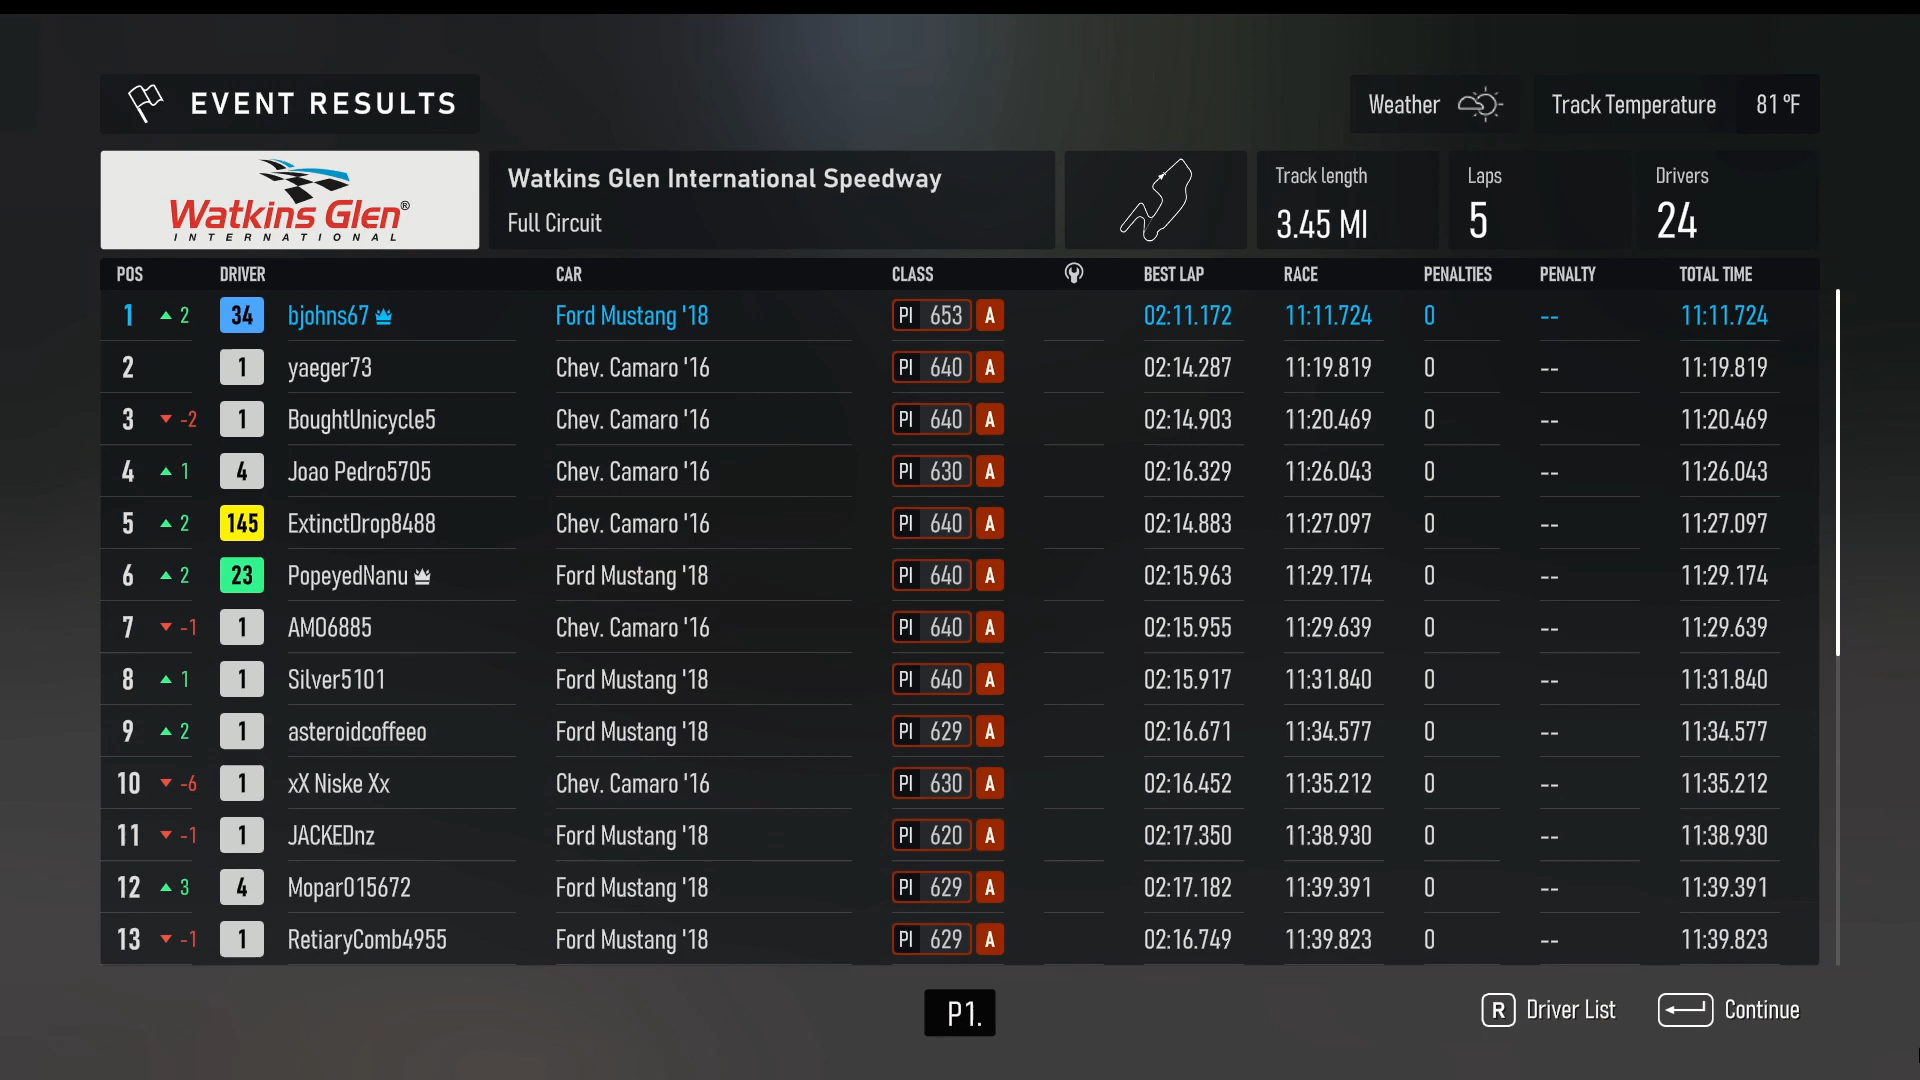 EVENT RESULTS
Weather
Track Temperature 81 °F
Watkins Glen®
INTERNATIONAL
Watkins Glen International Speedway
Full Circuit
Track length
3.45 MI
Laps
5
Drivers
24
POS DRIVER CAR CLASS BEST LAP RACE PENALTIES PENALTY TOTAL TIME
1 2 34 bjohns67 Ford Mustang '18 PI 653 A 02:11.172 11:11.724 0 -- 11:11.724
2 1 yaeger73 Chev. Camaro '16 PI 640 A 02:14.287 11:19.819 0 -- 11:19.819
3 -2 1 BoughtUnicycle5 Chev. Camaro '16 PI 640 A 02:14.903 11:20.469 0 -- 11:20.469
4 1 4 Joao Pedro5705 Chev. Camaro '16 PI 630 A 02:16.329 11:26.043 0 -- 11:26.043
5 2 145 ExtinctDrop8488 Chev. Camaro '16 PI 640 A 02:14.883 11:27.097 0 -- 11:27.097
6 2 23 PopeyedNanu Ford Mustang '18 PI 640 A 02:15.963 11:29.174 0 -- 11:29.174
7 -1 1 AMO6885 Chev. Camaro '16 PI 640 A 02:15.955 11:29.639 0 -- 11:29.639
8 1 1 Silver5101 Ford Mustang '18 PI 640 A 02:15.917 11:31.840 0 -- 11:31.840
9 2 1 asteroidcoffeeo Ford Mustang '18 PI 629 A 02:16.671 11:34.577 0 -- 11:34.577
10 -6 1 xX Niske Xx Chev. Camaro '16 PI 630 A 02:16.452 11:35.212 0 -- 11:35.212
11 -1 1 JACKEDnz Ford Mustang '18 PI 620 A 02:17.350 11:38.930 0 -- 11:38.930
12 3 4 Mopar015672 Ford Mustang '18 PI 629 A 02:17.182 11:39.391 0 -- 11:39.391
13 -1 1 RetiaryComb4955 Ford Mustang '18 PI 629 A 02:16.749 11:39.823 0 -- 11:39.823
P1.
R Driver List
Continue